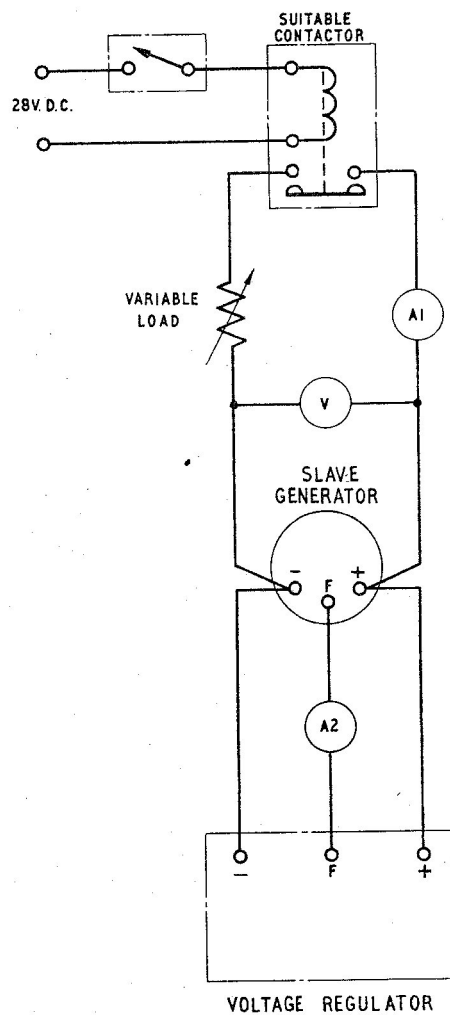 SUITABLE
CONTACTOR
28V. D.C.
VARIABLE
LOAD
A1
V
SLAVE
GENERATOR
-
F
+
A2
-
F
+
VOLTAGE REGULATOR